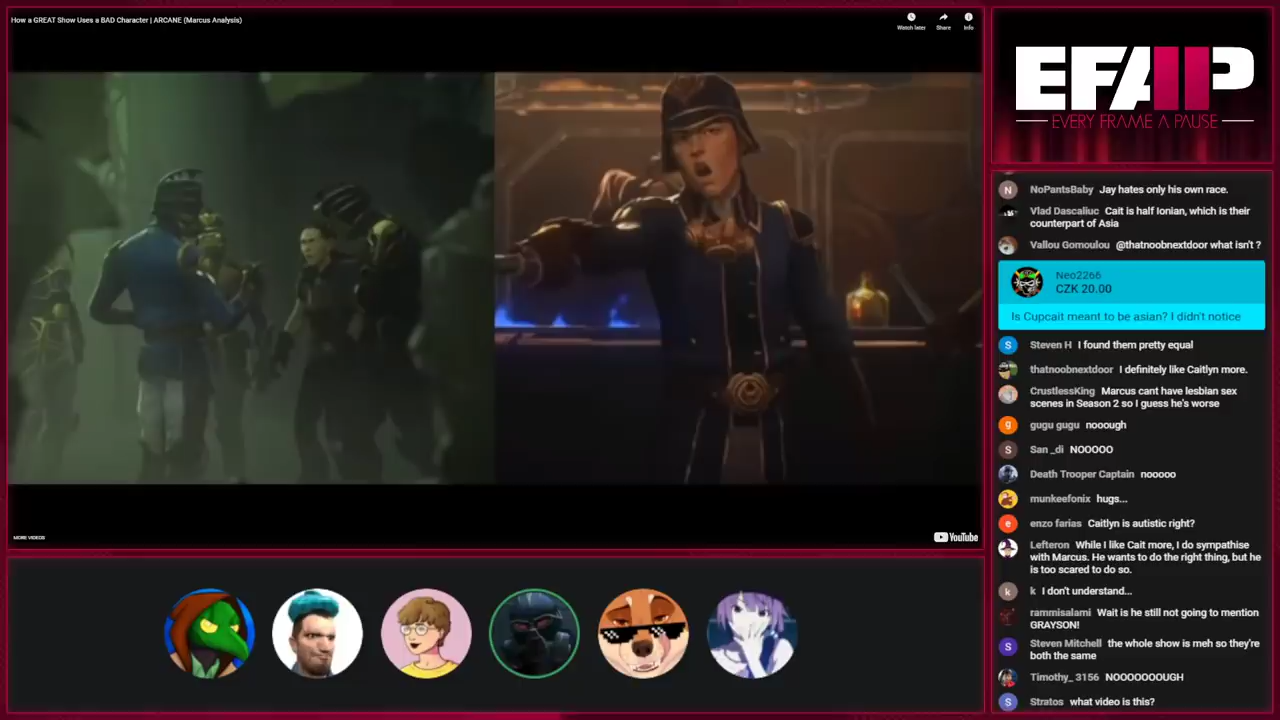 How a GREAT Show Uses a BAD Character | ARCANE (Marcus Analysis)
Watch later
Share
Info
MORE VIDEOS
YouTube
EFAP
EVERY FRAME A PAUSE
NoPantsBaby Jay hates only his own race.
Vlad Dascaliuc Cait is half Ionian, which is their
counterpart of Asia
Vallou Gomoulou @thatnoobnextdoor what isn't ?
Neo2266
CZK 20.00
Is Cupcait meant to be asian? I didn't notice
S Steven H I found them pretty equal
thatnoobnextdoor I definitely like Caitlyn more.
CrustlessKing Marcus cant have lesbian sex
scenes in Season 2 so I guess he's worse
g gugu gugu nooough
S San _di NOOOOO
Death Trooper Captain nooooo
munkeefonix hugs...
e enzo farias Caitlyn is autistic right?
Lefteron While I like Cait more, I do sympathise
with Marcus. He wants to do the right thing, but he
is too scared to do so.
k k I don't understand...
rammisalami Wait is he still not going to mention
GRAYSON!
S Steven Mitchell the whole show is meh so they're
both the same
Timothy_ 3156 NOOOOOOOUGH
S Stratos what video is this?